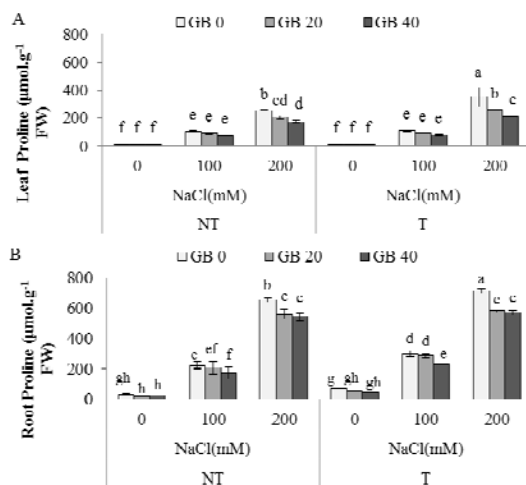 A
GB 0 GB 20 GB 40
Leaf Proline (μmol.g⁻¹ FW)
800
600
400
200
0
f f f e e e b cd d f f f e e e a b c
0 100 200 0 100 200
NaCl(mM) NaCl(mM)
NT T
B
GB 0 GB 20 GB 40
Root Proline (μmol.g⁻¹ FW)
800
600
400
200
0
gh h h e ef f b c c g gh gh d d e a c c
0 100 200 0 100 200
NaCl(mM) NaCl(mM)
NT T